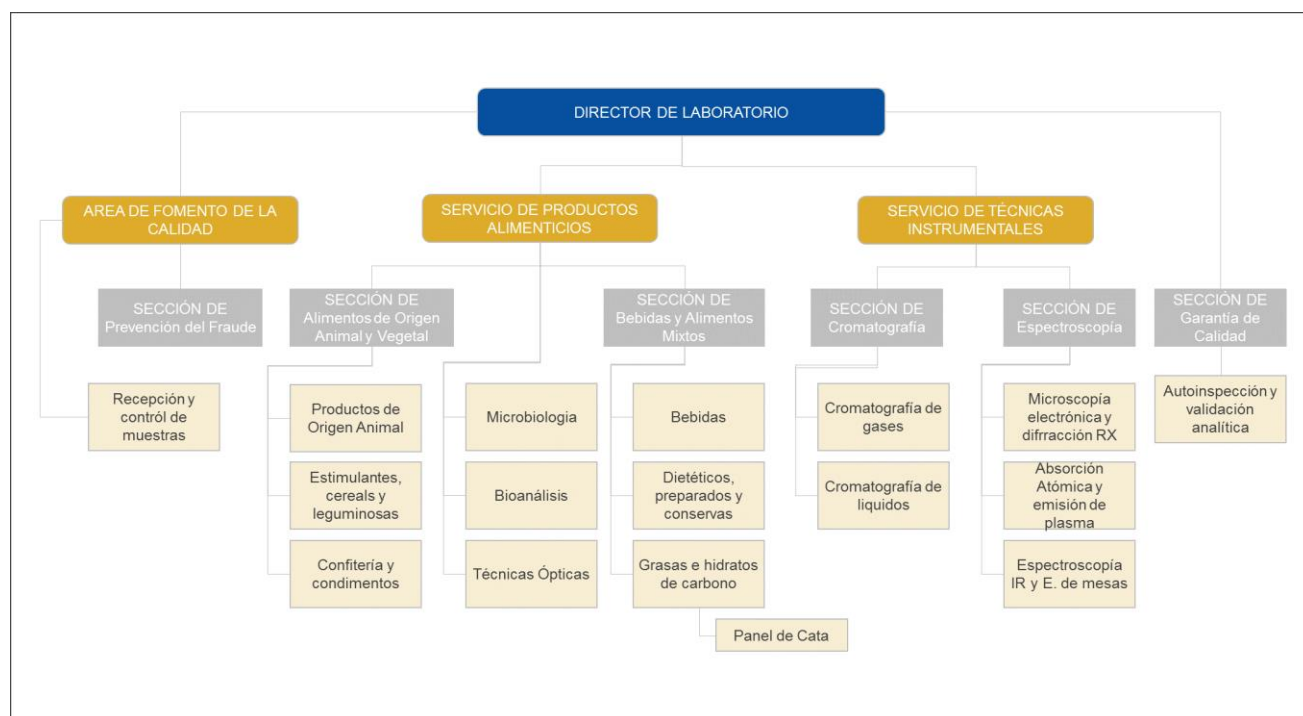 DIRECTOR DE LABORATORIO
AREA DE FOMENTO DE LA
CALIDAD
SERVICIO DE PRODUCTOS
ALIMENTICIOS
SERVICIO DE TÉCNICAS
INSTRUMENTALES
SECCIÓN DE
Prevención del Fraude
SECCIÓN DE
Alimentos de Origen
Animal y Vegetal
SECCIÓN DE
Bebidas y Alimentos
Mixtos
SECCIÓN DE
Cromatografía
SECCIÓN DE
Espectroscopía
SECCIÓN DE
Garantía de
Calidad
Recepción y
contról de
muestras
Productos de
Origen Animal
Microbiologia
Bebidas
Cromatografía de
gases
Microscopía
electrónica y
difrracción RX
Autoinspección y
validación
analítica
Estimulantes,
cereals y
leguminosas
Bioanálisis
Dietéticos,
preparados y
conservas
Cromatografía de
liquidos
Absorción
Atómica y
emisión de
plasma
Confitería y
condimentos
Técnicas Ópticas
Grasas e hidratos
de carbono
Espectroscopía
IR y E. de mesas
Panel de Cata